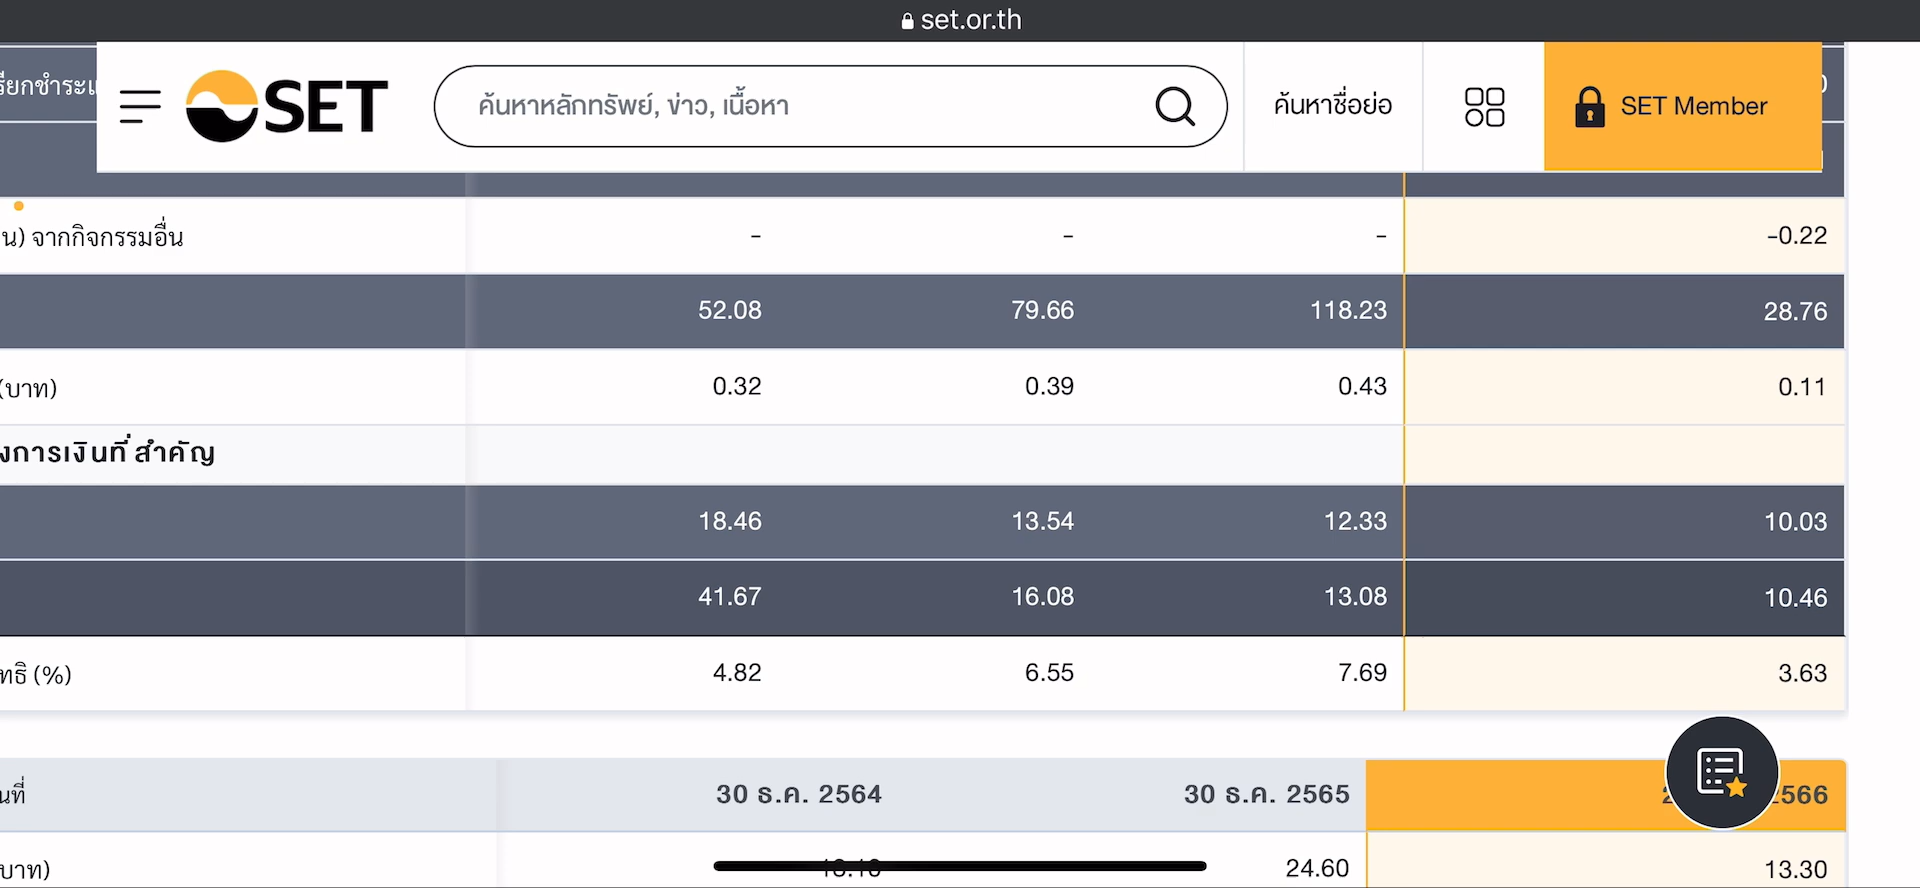 set.or.th
SET
ค้นหาหลักทรัพย์, ข่าว, เนื้อหา
ค้นหาชื่อย่อ
SET Member
น) จากกิจกรรมอื่น - - - -0.22
52.08 79.66 118.23 28.76
(บาท) 0.32 0.39 0.43 0.11
งการเงินที่สำคัญ
18.46 13.54 12.33 10.03
41.67 16.08 13.08 10.46
(%) 4.82 6.55 7.69 3.63
30 ธ.ค. 2564 30 ธ.ค. 2565 2566
บาท) 24.60 13.30